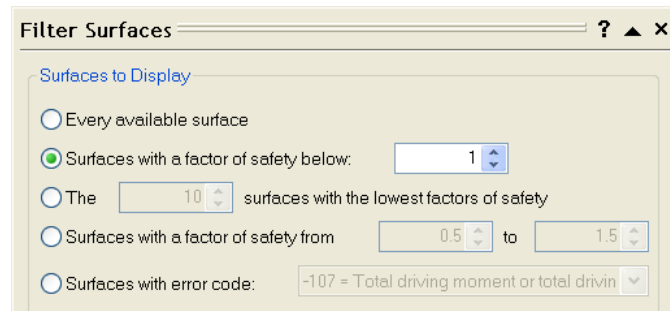 Filter Surfaces ? ▲ ×
Surfaces to Display
Every available surface
Surfaces with a factor of safety below: 1
The 10 surfaces with the lowest factors of safety
Surfaces with a factor of safety from 0.5 to 1.5
Surfaces with error code: -107 = Total driving moment or total drivin